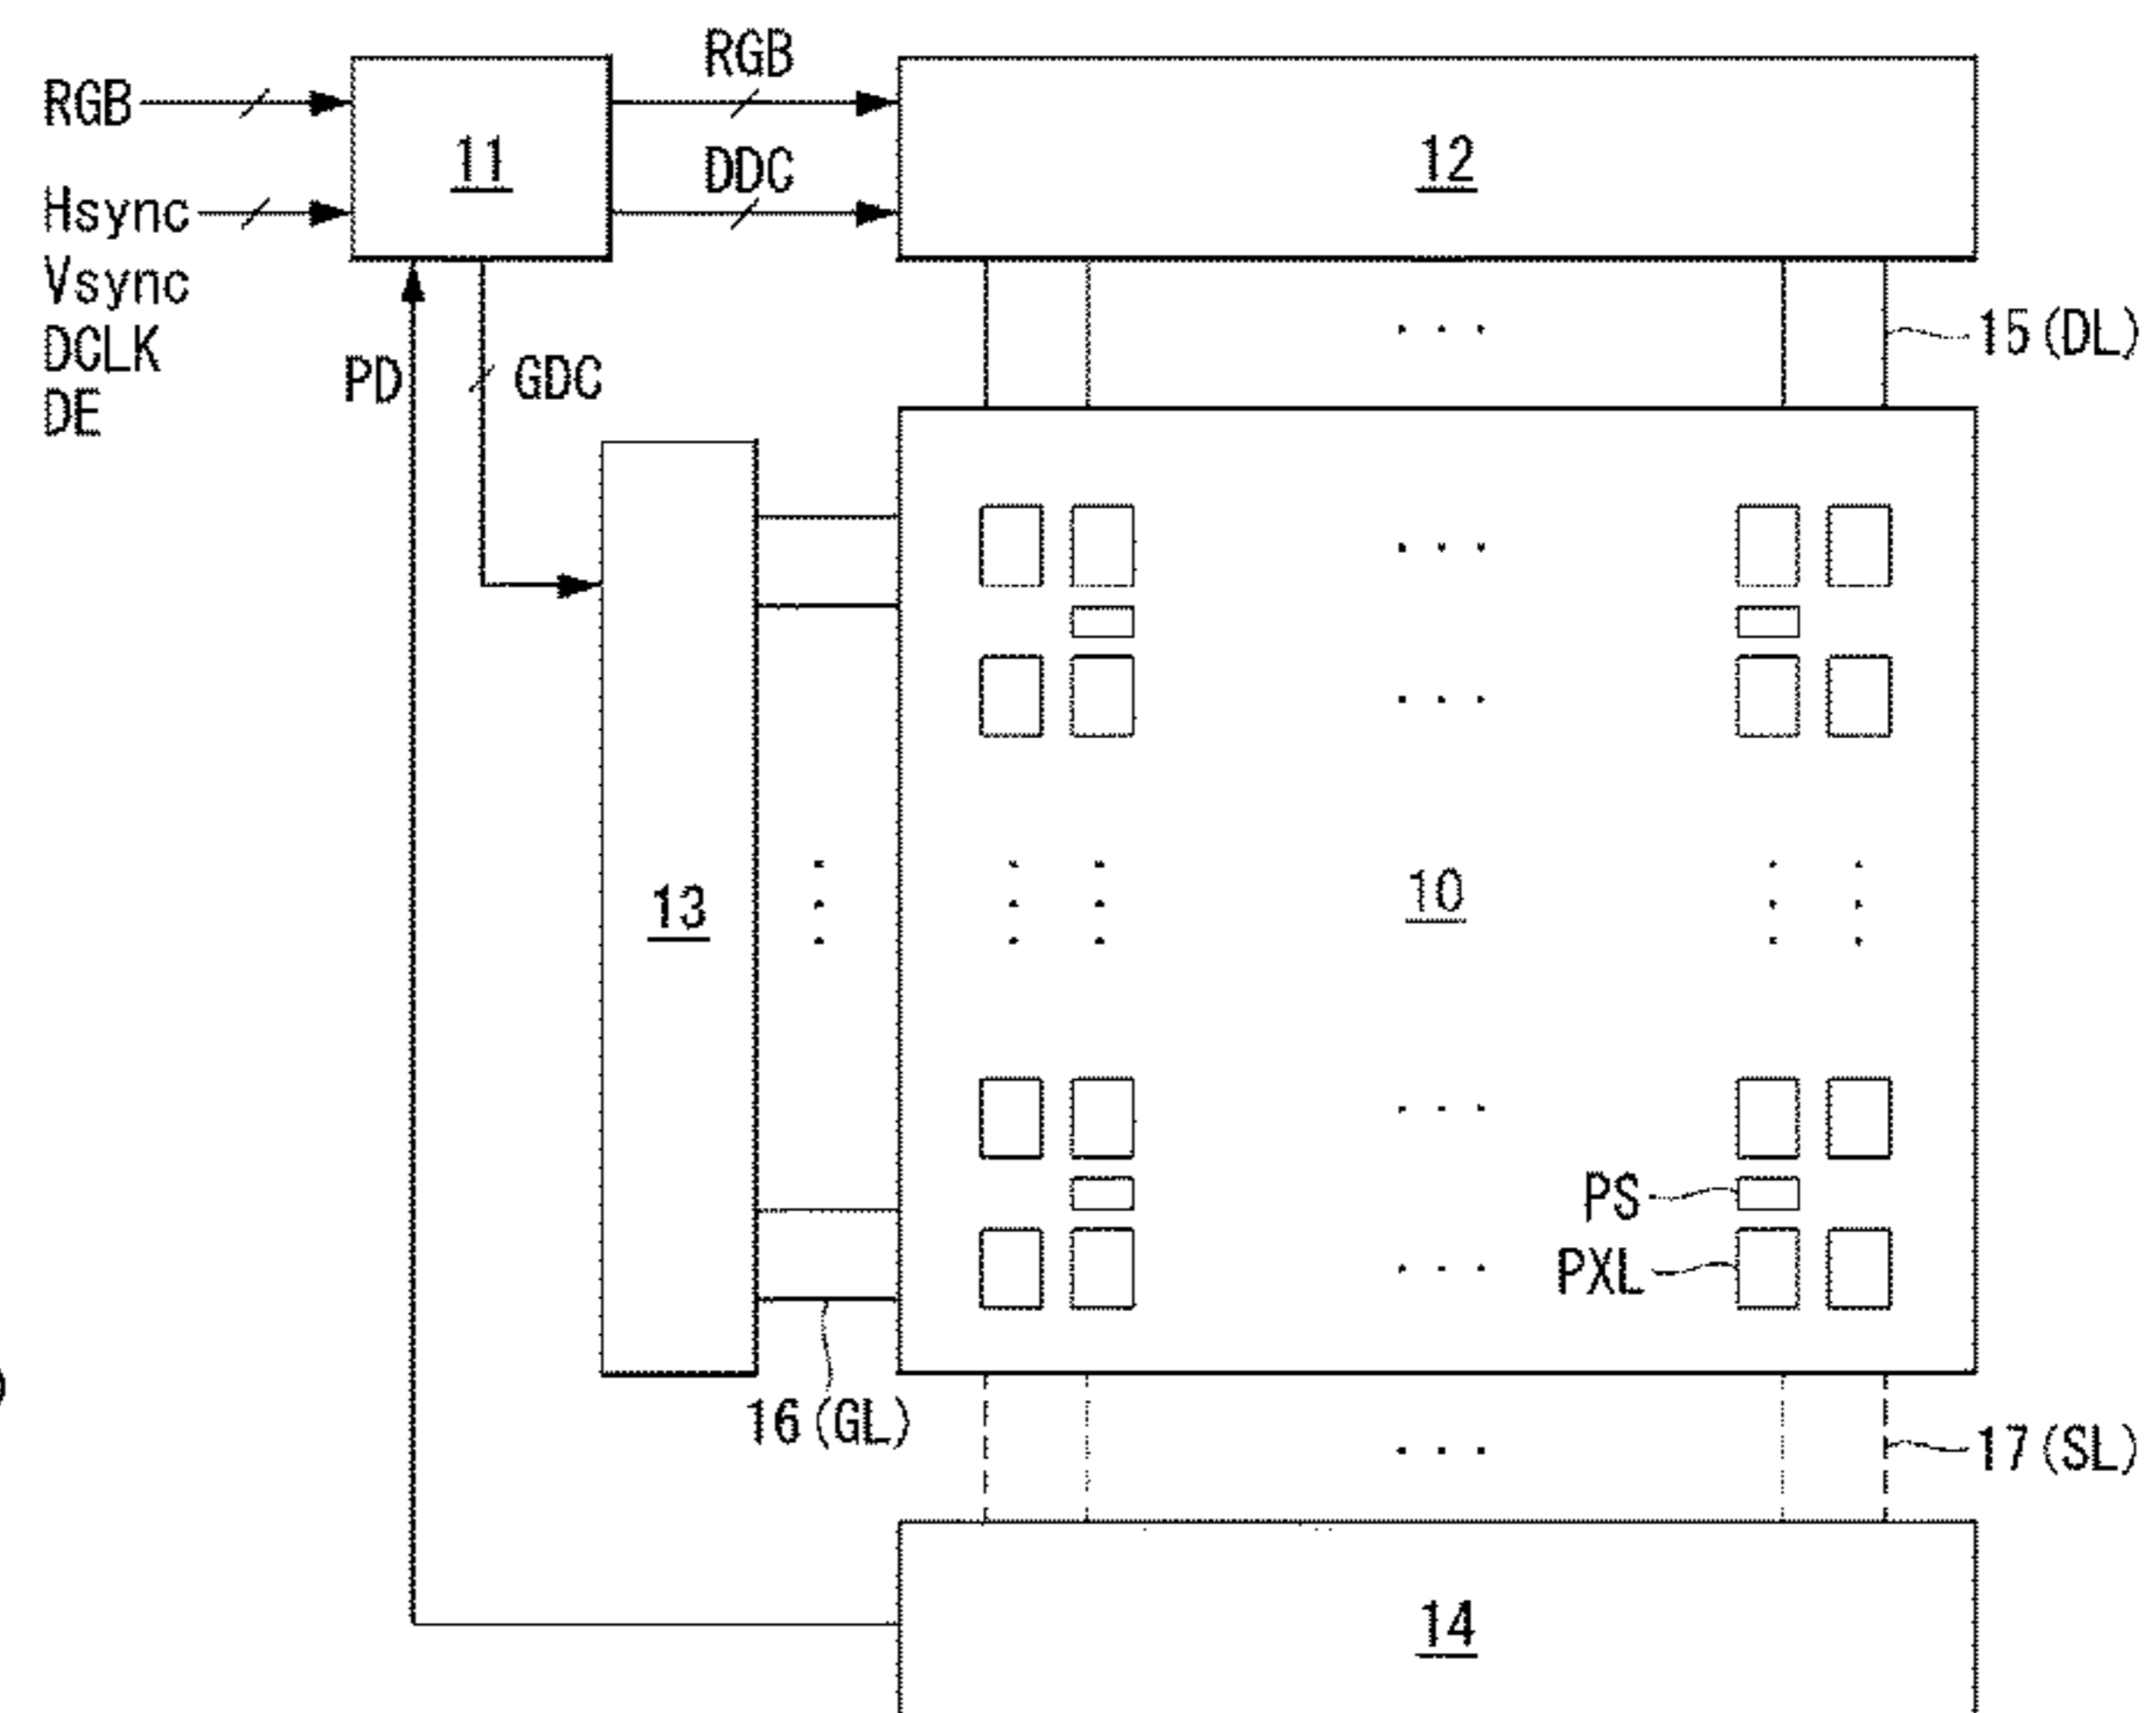 RGB
RGB
11
12
DDC
Hsync
Vsync
DCLK
DE
PD
GDC
15(DL)
13
10
PS
PXL
16(GL)
17(SL)
14